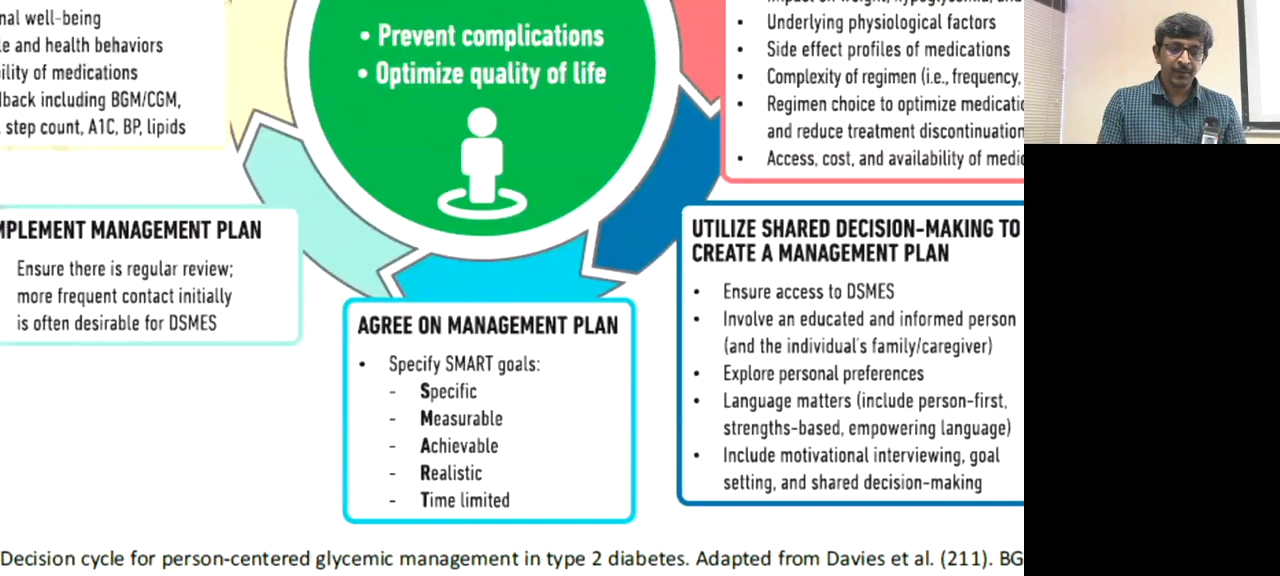 nal well-being
le and health behaviors
ility of medications
dback including BGM/CGM,
step count, A1C, BP, lipids
• Prevent complications
• Optimize quality of life
• Underlying physiological factors
• Side effect profiles of medications
• Complexity of regimen (i.e., frequency,
• Regimen choice to optimize medicati
and reduce treatment discontinuation
• Access, cost, and availability of medic
MPLEMENT MANAGEMENT PLAN
Ensure there is regular review;
more frequent contact initially
is often desirable for DSMES
AGREE ON MANAGEMENT PLAN
• Specify SMART goals:
- Specific
- Measurable
- Achievable
- Realistic
- Time limited
UTILIZE SHARED DECISION-MAKING TO
CREATE A MANAGEMENT PLAN
• Ensure access to DSMES
• Involve an educated and informed person
(and the individual's family/caregiver)
• Explore personal preferences
• Language matters (include person-first,
strengths-based, empowering language)
• Include motivational interviewing, goal
setting, and shared decision-making
Decision cycle for person-centered glycemic management in type 2 diabetes. Adapted from Davies et al. (211). BG